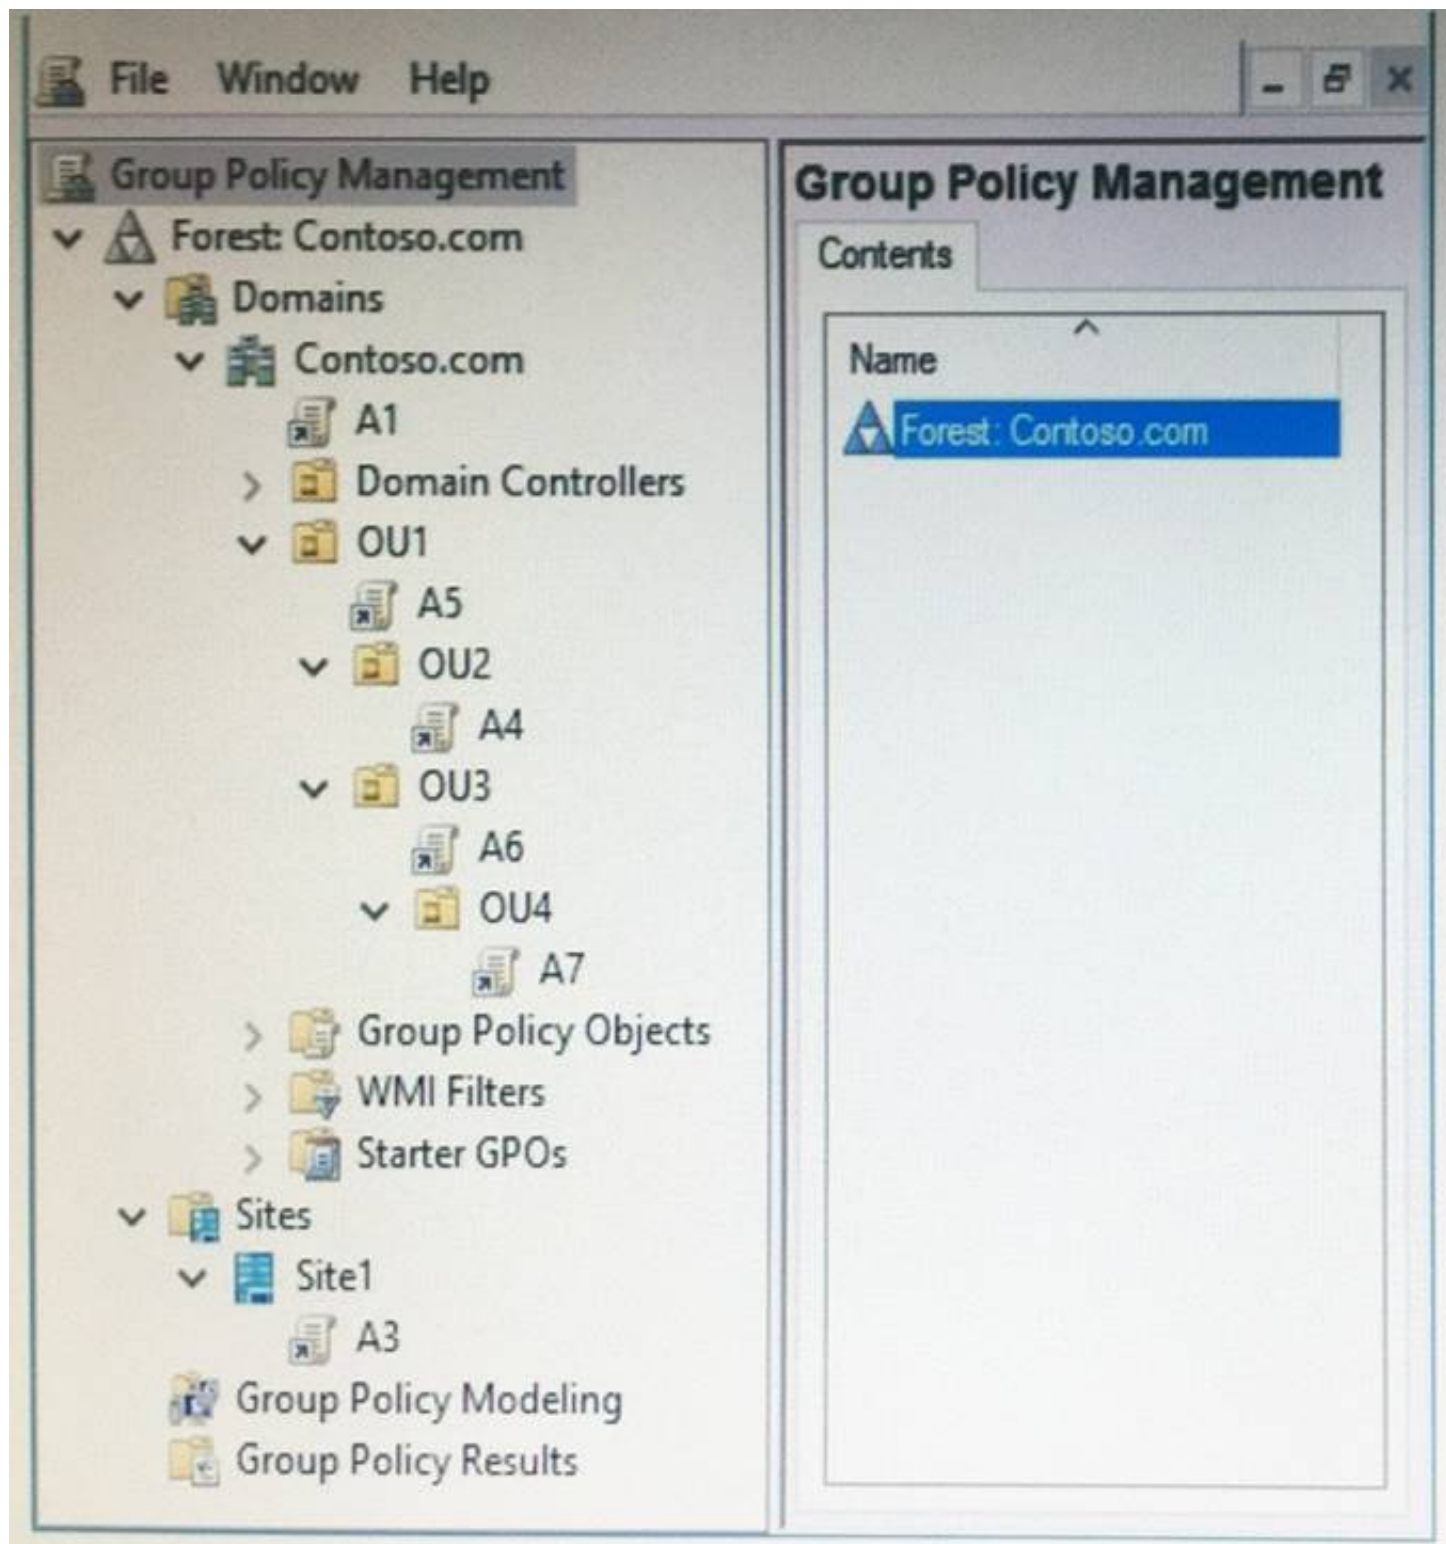 File Window Help
Group Policy Management
Forest: Contoso.com
Domains
Contoso.com
A1
Domain Controllers
OU1
A5
OU2
A4
OU3
A6
OU4
A7
Group Policy Objects
WMI Filters
Starter GPOs
Sites
Site1
A3
Group Policy Modeling
Group Policy Results
Group Policy Management
Contents
Name
Forest: Contoso.com